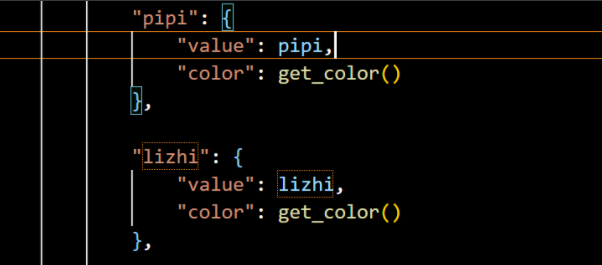 "pipi": {
"value": pipi,
"color": get_color()
},
"lizhi": {
"value": lizhi,
"color": get_color()
},